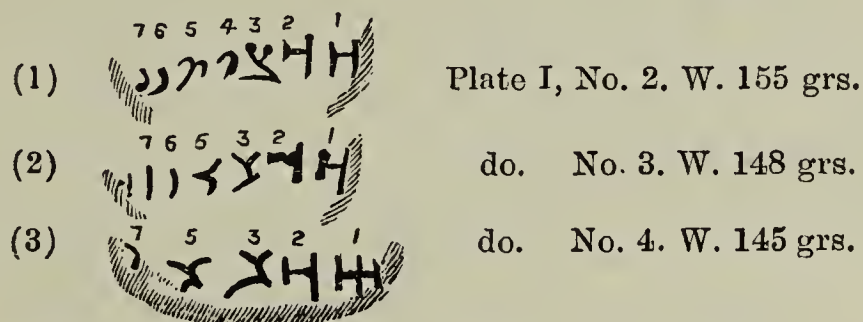 7 6 5 4 3 2 1
(1) Plate I, No. 2. W. 155 grs.
7 6 5 3 2 1
(2) do. No. 3. W. 148 grs.
7 5 3 2 1
(3) do. No. 4. W. 145 grs.